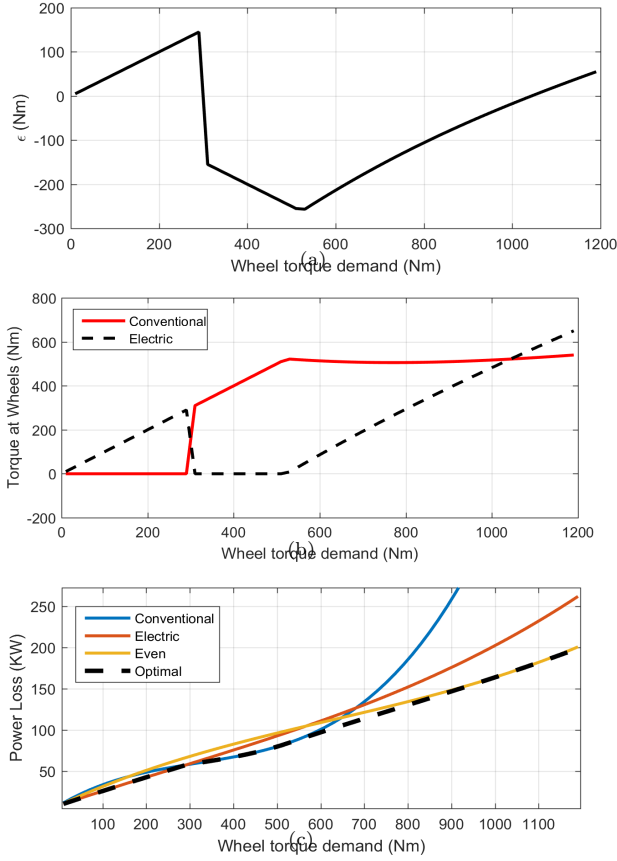 200
100
0
-100
-200
-300
ϵ (Nm)
0 200 400 600 800 1000 1200
Wheel torque demand (Nm)
(a)
800
600
400
200
0
-200
Torque at Wheels (Nm)
Conventional
Electric
0 200 400 600 800 1000 1200
Wheel torque demand (Nm)
(b)
250
200
150
100
50
Power Loss (KW)
Conventional
Electric
Even
Optimal
100 200 300 400 500 600 700 800 900 1000 1100
Wheel torque demand (Nm)
(c)